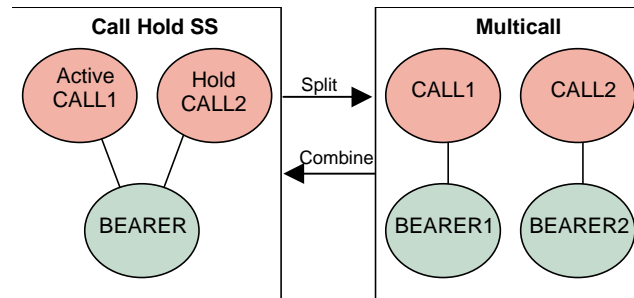 Call Hold SS
Multicall
Active
CALL1
Hold
CALL2
Split
CALL1
CALL2
Combine
BEARER
BEARER1
BEARER2